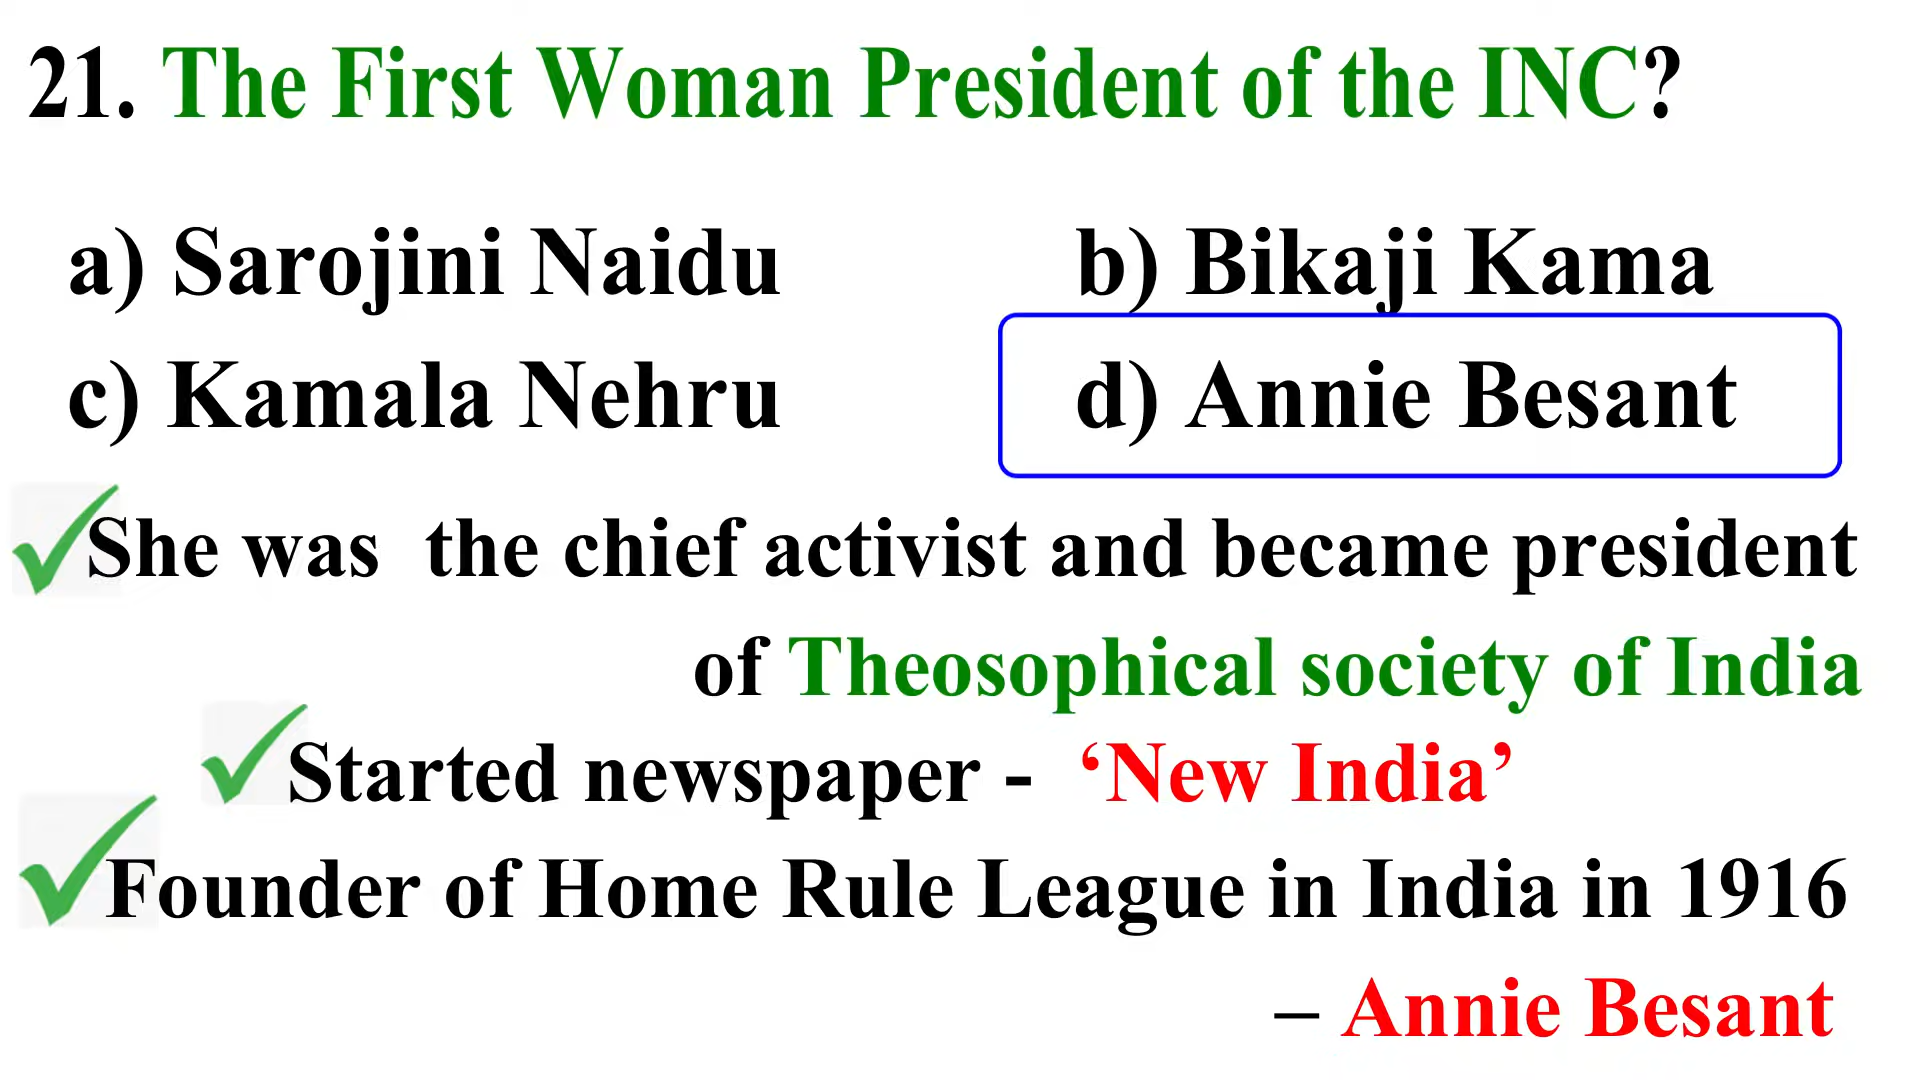 21. The First Woman President of the INC?
a) Sarojini Naidu b) Bikaji Kama
c) Kamala Nehru d) Annie Besant
She was the chief activist and became president
of Theosophical society of India
Started newspaper - ‘New India’
Founder of Home Rule League in India in 1916
– Annie Besant